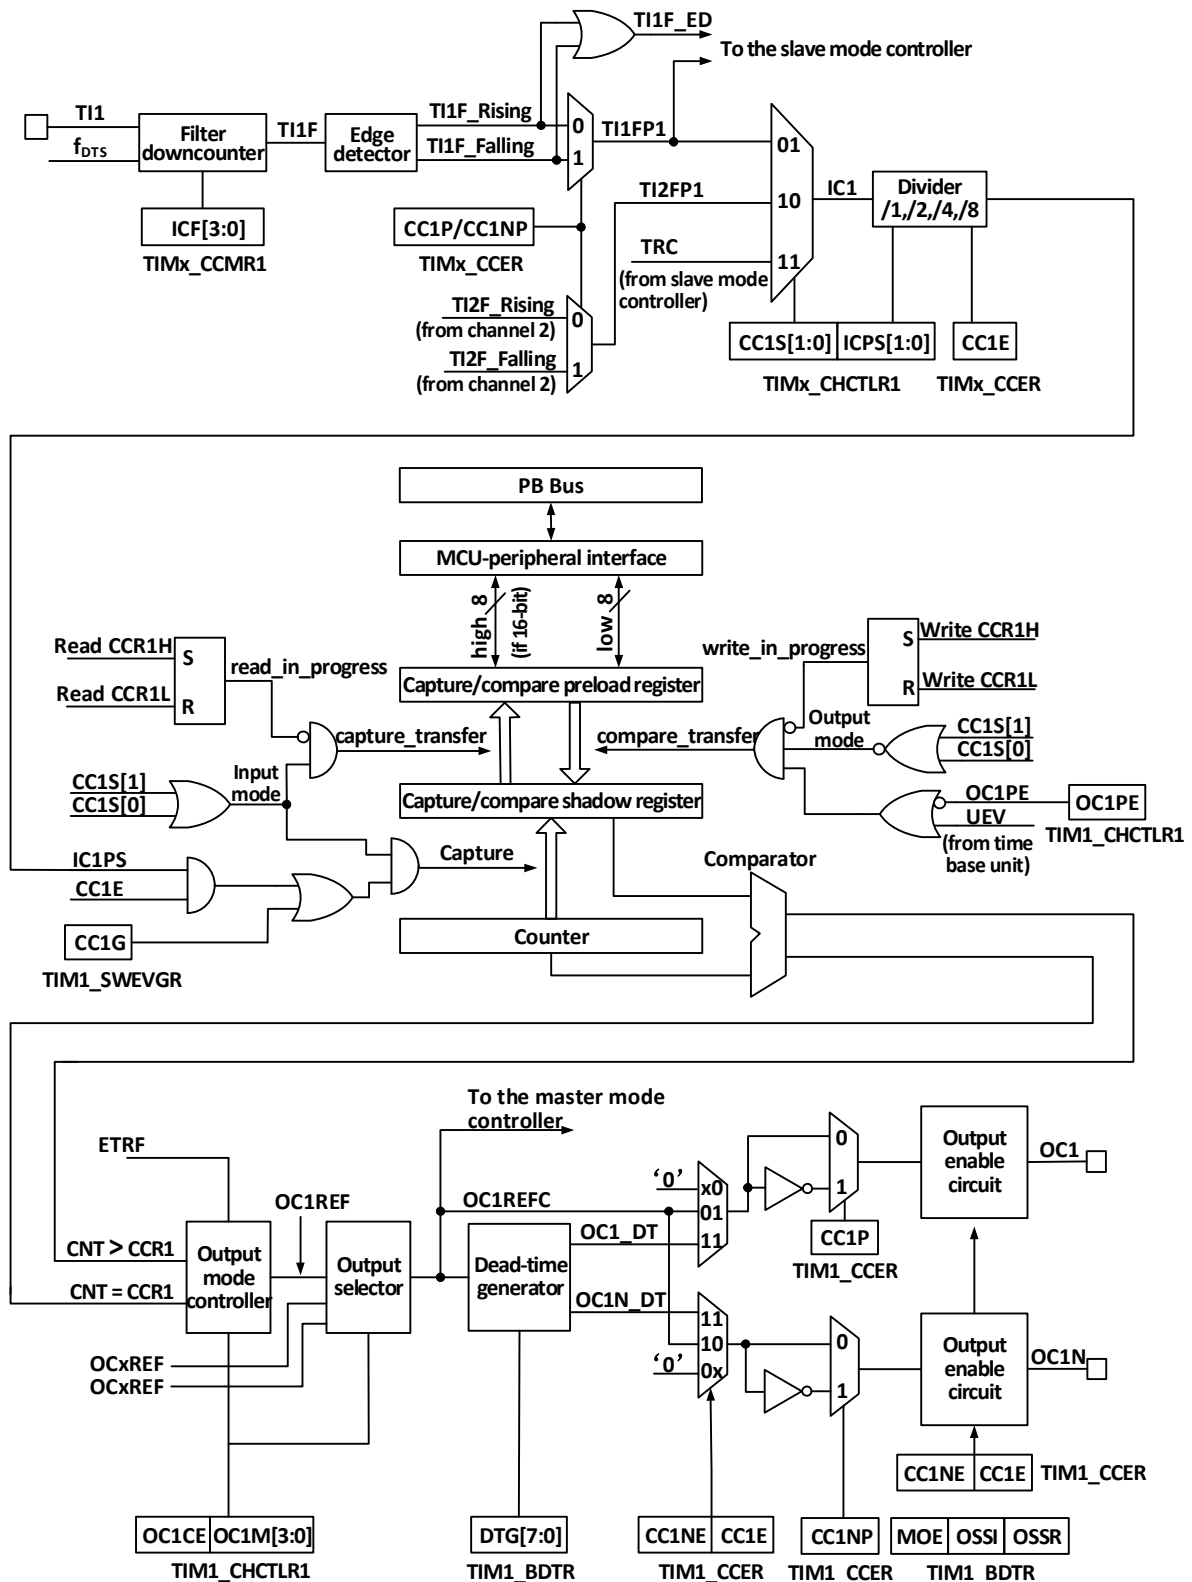 TI1F_ED
To the slave mode controller
TI1
f_DTS
Filter
downcounter
TI1F
Edge
detector
TI1F_Rising
TI1F_Falling
0
1
TI1FP1
01
10
11
TI2FP1
TRC
(from slave mode
controller)
IC1
Divider
/1,/2,/4,/8
ICF[3:0]
TIMx_CCMR1
CC1P/CC1NP
TIMx_CCER
TI2F_Rising
(from channel 2)
TI2F_Falling
(from channel 2)
0
1
CC1S[1:0]
ICPS[1:0]
TIMx_CHCTLR1
CC1E
TIMx_CCER
PB Bus
MCU-peripheral interface
high
8
(if 16-bit)
low
8
Read CCR1H
Read CCR1L
S
R
read_in_progress
Capture/compare preload register
write_in_progress
S
R
Write CCR1H
Write CCR1L
capture_transfer
compare_transfer
Output
mode
CC1S[1]
CC1S[0]
CC1S[1]
CC1S[0]
Input
mode
Capture/compare shadow register
OC1PE
UEV
(from time
base unit)
OC1PE
TIM1_CHCTLR1
IC1PS
CC1E
Capture
Comparator
CC1G
TIM1_SWEVGR
Counter
To the master mode
controller
ETRF
OC1REF
CNT > CCR1
CNT = CCR1
Output
mode
controller
Output
selector
OC1REFC
Dead-time
generator
OC1_DT
OC1N_DT
‘0’
x0
01
11
11
10
0x
‘0’
0
1
CC1P
TIM1_CCER
0
1
Output
enable
circuit
OC1
Output
enable
circuit
OC1N
OCxREF
OCxREF
CC1NE
CC1E
TIM1_CCER
OC1CE
OC1M[3:0]
TIM1_CHCTLR1
DTG[7:0]
TIM1_BDTR
CC1NE
CC1E
TIM1_CCER
CC1NP
TIM1_CCER
MOE
OSSI
OSSR
TIM1_BDTR